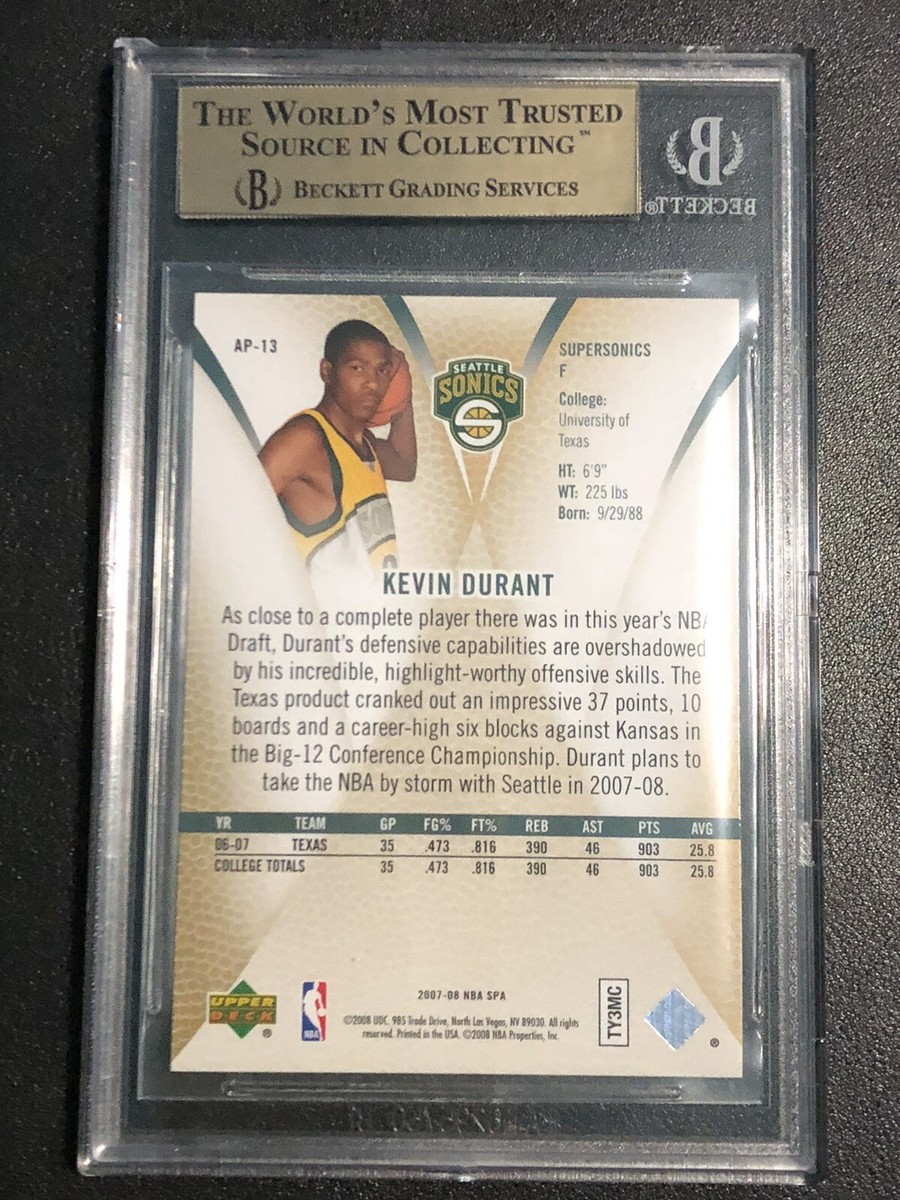 THE WORLD'S MOST TRUSTED
SOURCE IN COLLECTING™
B BECKETT GRADING SERVICES
B
BECKETT®
AP-13
SEATTLE
SONICS
SUPERSONICS
F
College:
University of
Texas
HT: 6'9"
WT: 225 lbs
Born: 9/29/88
KEVIN DURANT
As close to a complete player there was in this year's NBA
Draft, Durant's defensive capabilities are overshadowed
by his incredible, highlight-worthy offensive skills. The
Texas product cranked out an impressive 37 points, 10
boards and a career-high six blocks against Kansas in
the Big-12 Conference Championship. Durant plans to
take the NBA by storm with Seattle in 2007-08.
YR TEAM GP FG% FT% REB AST PTS AVG
06-07 TEXAS 35 .473 .816 390 46 903 25.8
COLLEGE TOTALS 35 .473 .816 390 46 903 25.8
UPPER
DECK
®
NBA
2007-08 NBA SPA
©2008 UDC. 985 Trade Drive, North Las Vegas, NV 89030. All rights
reserved. Printed in the USA. ©2008 NBA Properties, Inc.
TY3MC
®